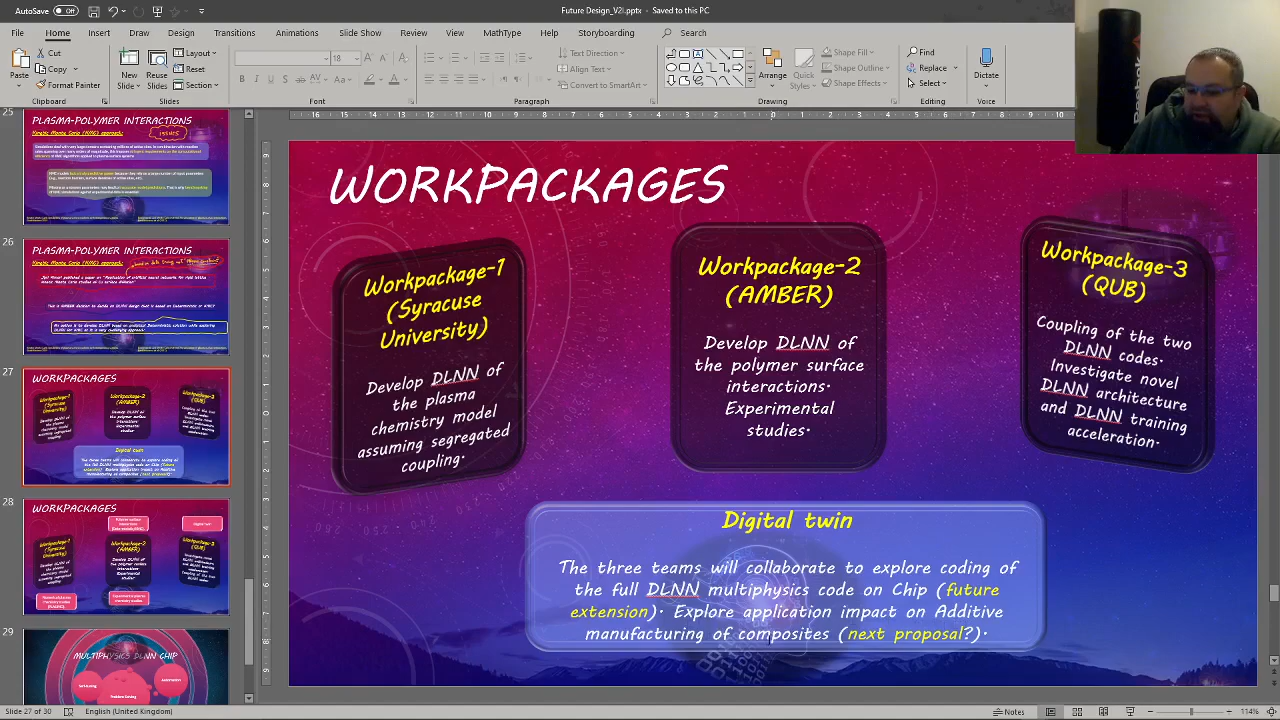 AutoSave Off
Future Design_V2I.pptx - Saved to this PC
File Home Insert Draw Design Transitions Animations Slide Show Review View MathType Help Storyboarding Search
Paste
Cut
Copy
Format Painter
Clipboard
New Slide
Reuse Slides
Layout
Reset
Section
Slides
18
Font
Text Direction
Align Text
Convert to SmartArt
Paragraph
Arrange
Quick Styles
Shape Fill
Shape Outline
Shape Effects
Drawing
Find
Replace
Select
Editing
Dictate
Voice
25
PLASMA-POLYMER INTERACTIONS
ISSUES
26
PLASMA-POLYMER INTERACTIONS
27
WORKPACKAGES
28
WORKPACKAGES
29
MULTIPHYSICS DLNN CHIP
WORKPACKAGES
Workpackage-1
(Syracuse
University)
Develop DLNN of
the plasma
chemistry model
assuming segregated
coupling.
Workpackage-2
(AMBER)
Develop DLNN of
the polymer surface
interactions.
Experimental
studies.
Workpackage-3
(QUB)
Coupling of the two
DLNN codes.
Investigate novel
DLNN architecture
and DLNN training
acceleration.
Digital twin
The three teams will collaborate to explore coding of
the full DLNN multiphysics code on Chip (future
extension). Explore application impact on Additive
manufacturing of composites (next proposal?).
Slide 27 of 30
English (United Kingdom)
Notes
114%